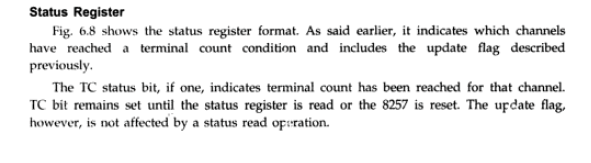 Status Register
Fig. 6.8 shows the status register format. As said earlier, it indicates which channels
have reached a terminal count condition and includes the update flag described
previously.
The TC status bit, if one, indicates terminal count has been reached for that channel.
TC bit remains set until the status register is read or the 8257 is reset. The update flag,
however, is not affected by a status read operation.